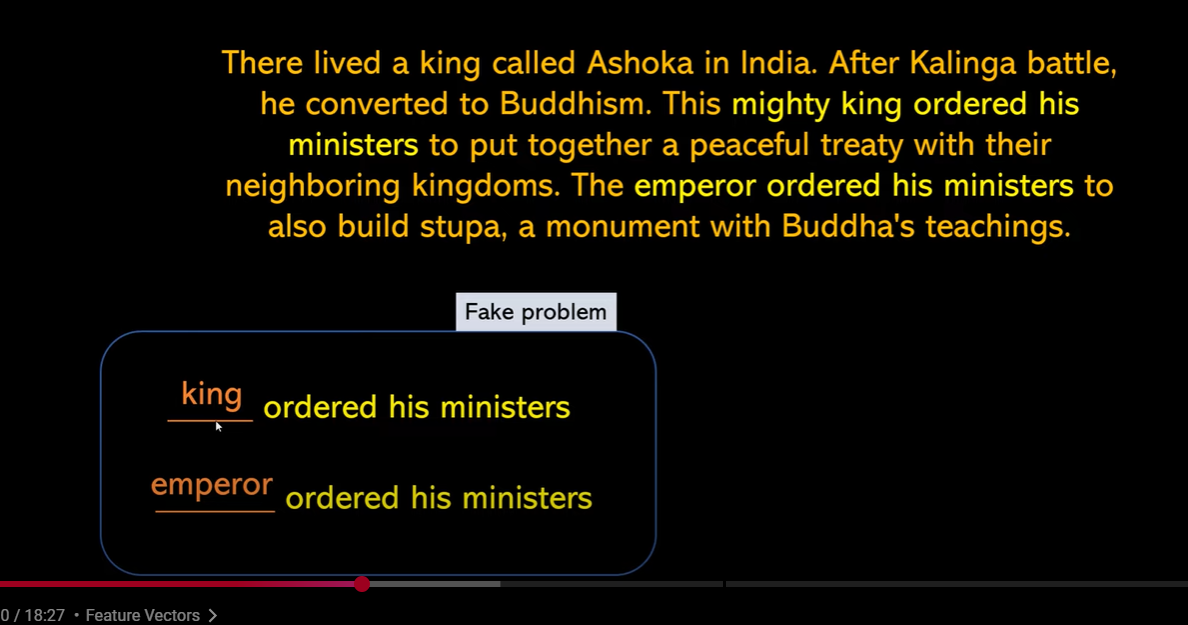 There lived a king called Ashoka in India. After Kalinga battle,
he converted to Buddhism. This mighty king ordered his
ministers to put together a peaceful treaty with their
neighboring kingdoms. The emperor ordered his ministers to
also build stupa, a monument with Buddha's teachings.
Fake problem
king ordered his ministers
emperor ordered his ministers
0 / 18:27 • Feature Vectors >